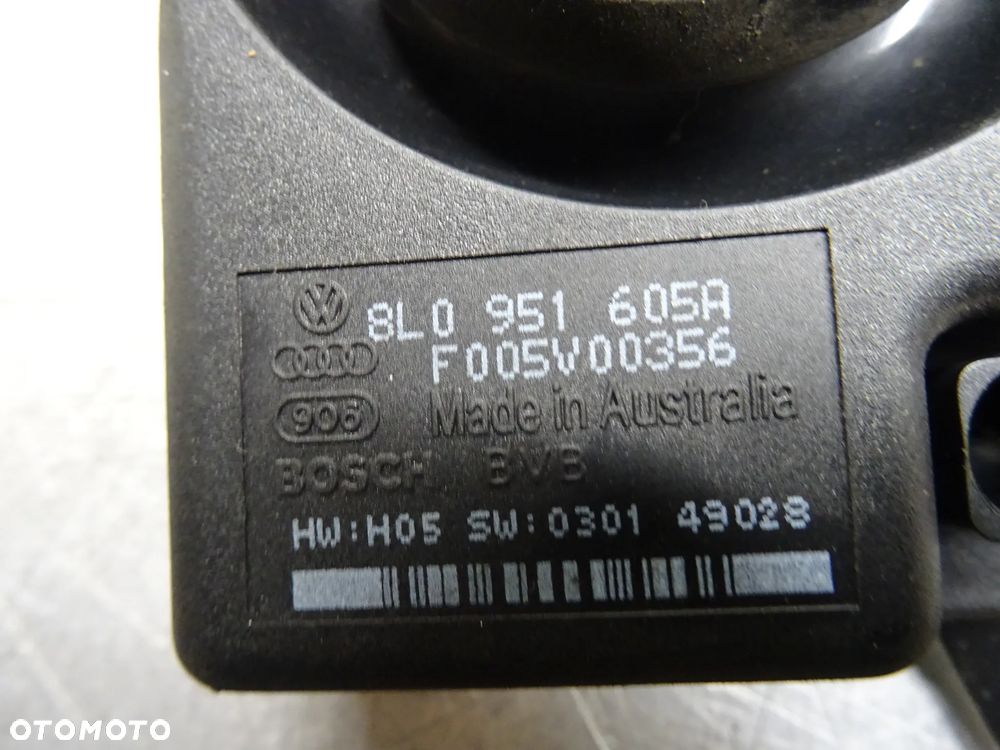 8L0 951 605A
F005V00356
906
Made in Australia
BOSCH BVB
HW:H05 SW:0301 49028
OTOMOTO